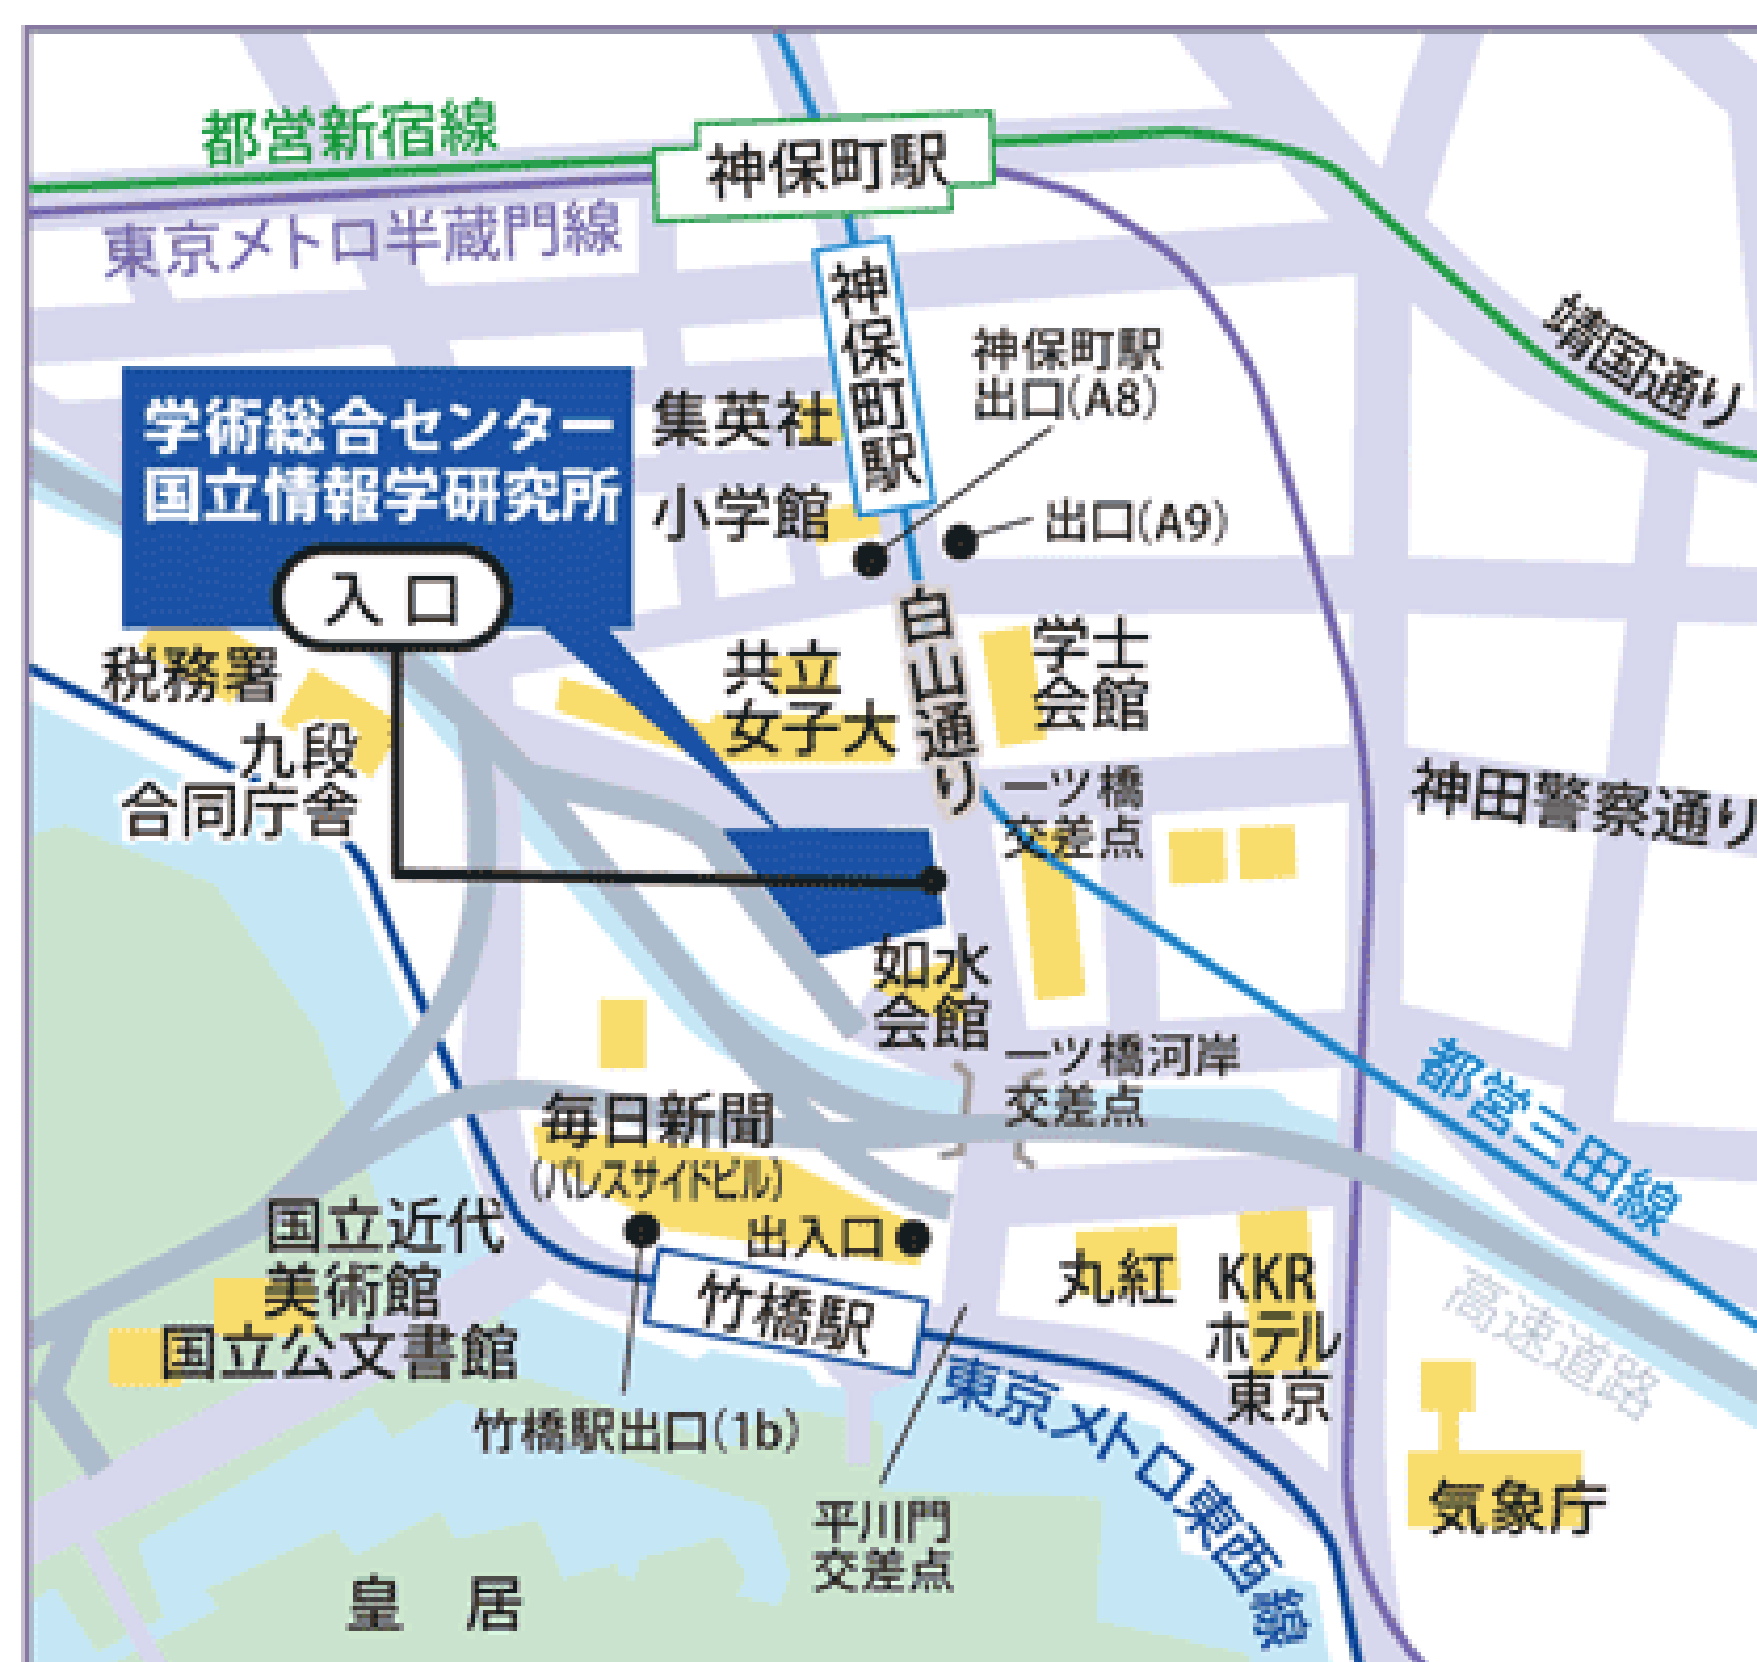 都営新宿線
神保町駅
東京メトロ半蔵門線
神保町駅
神保町駅
出口(A8)
靖国通り
学術総合センター
国立情報学研究所
集英社
小学館
出口(A9)
入口
白山通り
税務署
共立
女子大
学士
会館
九段
合同庁舎
一ツ橋
交差点
神田警察通り
如水
会館
一ツ橋河岸
交差点
都営三田線
毎日新聞
(パレスサイドビル)
国立近代
美術館
出入口
丸紅
KKR
ホテル
東京
竹橋駅
国立公文書館
高速道路
東京メトロ東西線
竹橋駅出口(1b)
気象庁
平川門
交差点
皇居